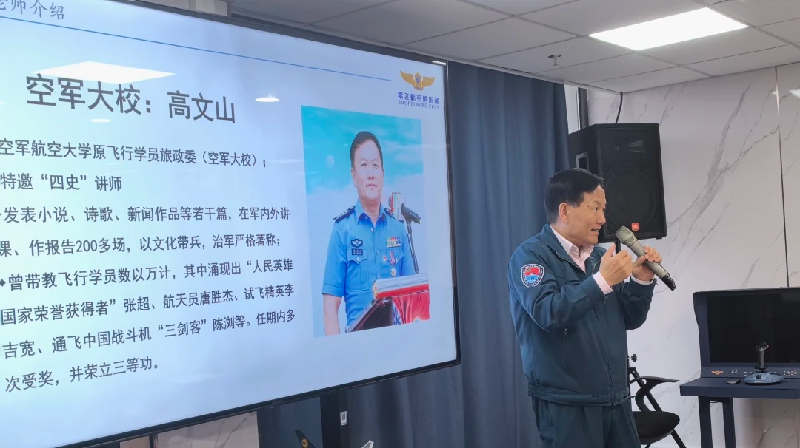 老师介绍
空军大校：高文山
空军航空大学原飞行学员旅政委（空军大校）；
特邀“四史”讲师
发表小说、诗歌、新闻作品等若干篇，在军内外讲
课、作报告200多场，以文化带兵，治军严格著称；
◆曾带教飞行学员数以万计，其中涌现出“人民英雄
国家荣誉获得者”张超、航天员唐胜杰、试飞精英李
吉宽、通飞中国战斗机“三剑客”陈浏等。任期内多
次受奖，并荣立三等功。